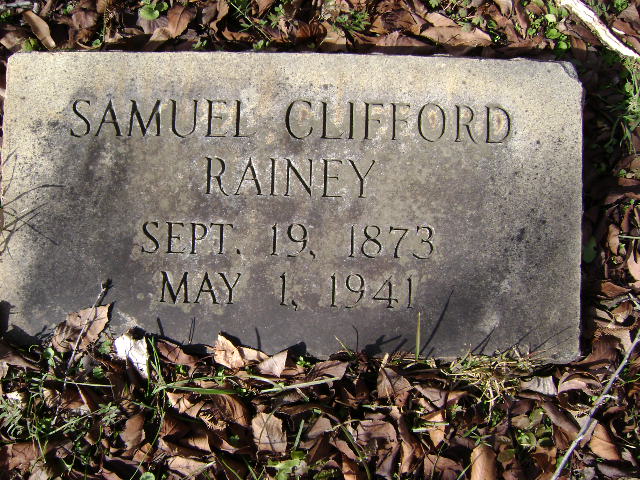 SAMUEL CLIFFORD
RAINEY
SEPT. 19, 1873
MAY 1, 1941